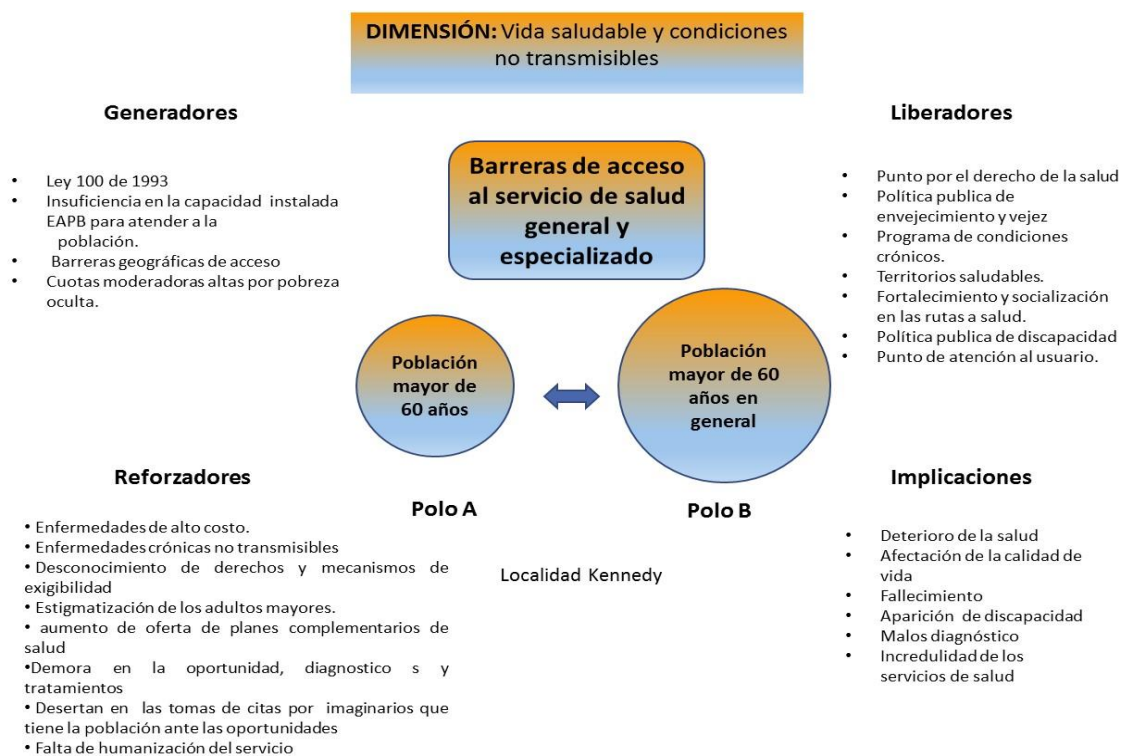 DIMENSIÓN: Vida saludable y condiciones
no transmisibles
Generadores
• Ley 100 de 1993
• Insuficiencia en la capacidad instalada
EAPB para atender a la
población.
• Barreras geográficas de acceso
• Cuotas moderadoras altas por pobreza
oculta.
Barreras de acceso
al servicio de salud
general y
especializado
Liberadores
• Punto por el derecho de la salud
• Política publica de
envejecimiento y vejez
• Programa de condiciones
crónicos.
• Territorios saludables.
• Fortalecimiento y socialización
en las rutas a salud.
• Política publica de discapacidad
• Punto de atención al usuario.
Población
mayor de
60 años
Población
mayor de 60
años en
general
Polo A
Polo B
Localidad Kennedy
Reforzadores
• Enfermedades de alto costo.
• Enfermedades crónicas no transmisibles
• Desconocimiento de derechos y mecanismos de
exigibilidad
• Estigmatización de los adultos mayores.
• aumento de oferta de planes complementarios de
salud
•Demora en la oportunidad, diagnostico s y
tratamientos
• Desertan en las tomas de citas por imaginarios que
tiene la población ante las oportunidades
• Falta de humanización del servicio
Implicaciones
• Deterioro de la salud
• Afectación de la calidad de
vida
• Fallecimiento
• Aparición de discapacidad
• Malos diagnóstico
• Incredulidad de los
servicios de salud